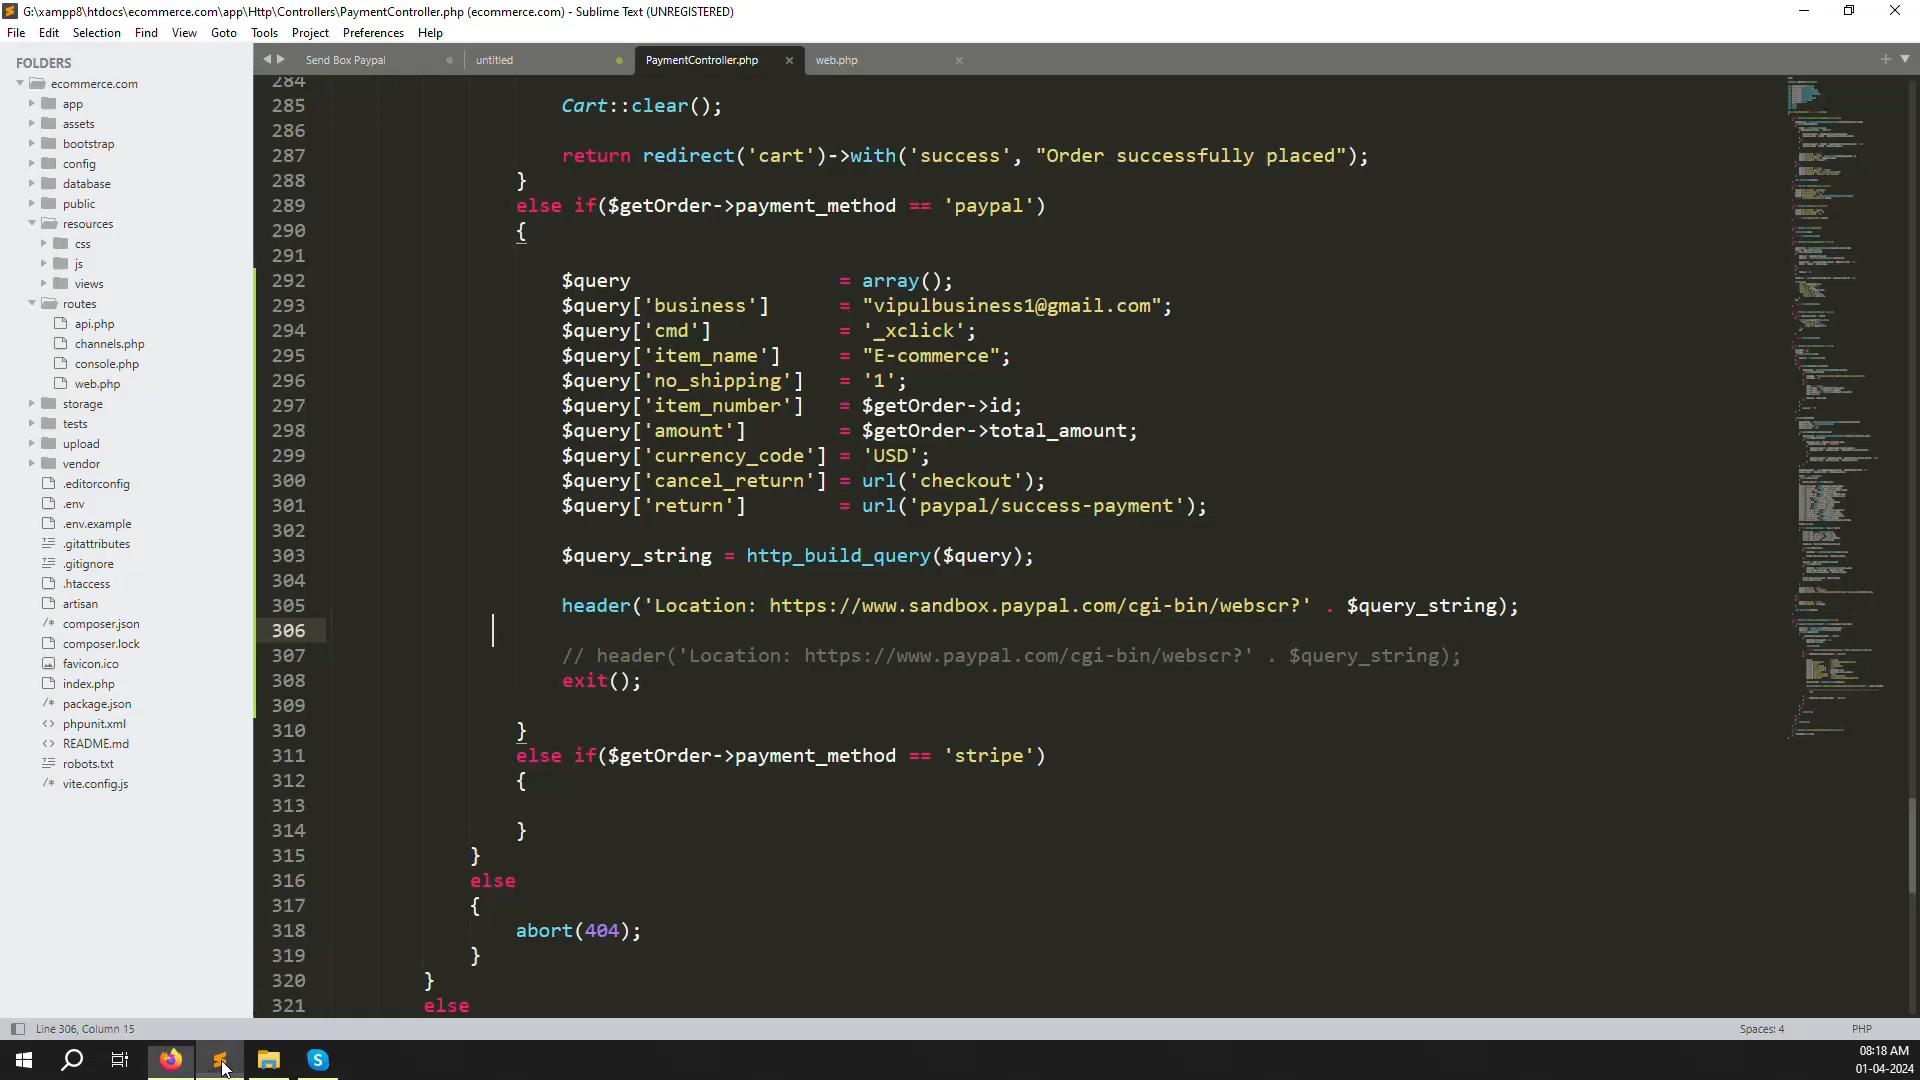 G:\xampp8\htdocs\ecommerce.com\app\Http\Controllers\PaymentController.php (ecommerce.com) - Sublime Text (UNREGISTERED)
File Edit Selection Find View Goto Tools Project Preferences Help
FOLDERS
ecommerce.com
app
assets
bootstrap
config
database
public
resources
css
js
views
routes
api.php
channels.php
console.php
web.php
storage
tests
upload
vendor
.editorconfig
.env
.env.example
.gitattributes
.gitignore
.htaccess
artisan
/* composer.json
composer.lock
favicon.ico
index.php
/* package.json
<> phpunit.xml
<> README.md
robots.txt
/* vite.config.js
Send Box Paypal untitled PaymentController.php web.php
284
285 Cart::clear();
286
287 return redirect('cart')->with('success', "Order successfully placed");
288 }
289 else if($getOrder->payment_method == 'paypal')
290 {
291
292 $query = array();
293 $query['business'] = "vipulbusiness1@gmail.com";
294 $query['cmd'] = '_xclick';
295 $query['item_name'] = "E-commerce";
296 $query['no_shipping'] = '1';
297 $query['item_number'] = $getOrder->id;
298 $query['amount'] = $getOrder->total_amount;
299 $query['currency_code'] = 'USD';
300 $query['cancel_return'] = url('checkout');
301 $query['return'] = url('paypal/success-payment');
302
303 $query_string = http_build_query($query);
304
305 header('Location: https://www.sandbox.paypal.com/cgi-bin/webscr?' . $query_string);
306
307 // header('Location: https://www.paypal.com/cgi-bin/webscr?' . $query_string);
308 exit();
309
310 }
311 else if($getOrder->payment_method == 'stripe')
312 {
313
314 }
315 }
316 else
317 {
318 abort(404);
319 }
320 }
321 else
Line 306, Column 15 Spaces: 4 PHP
08:18 AM
01-04-2024